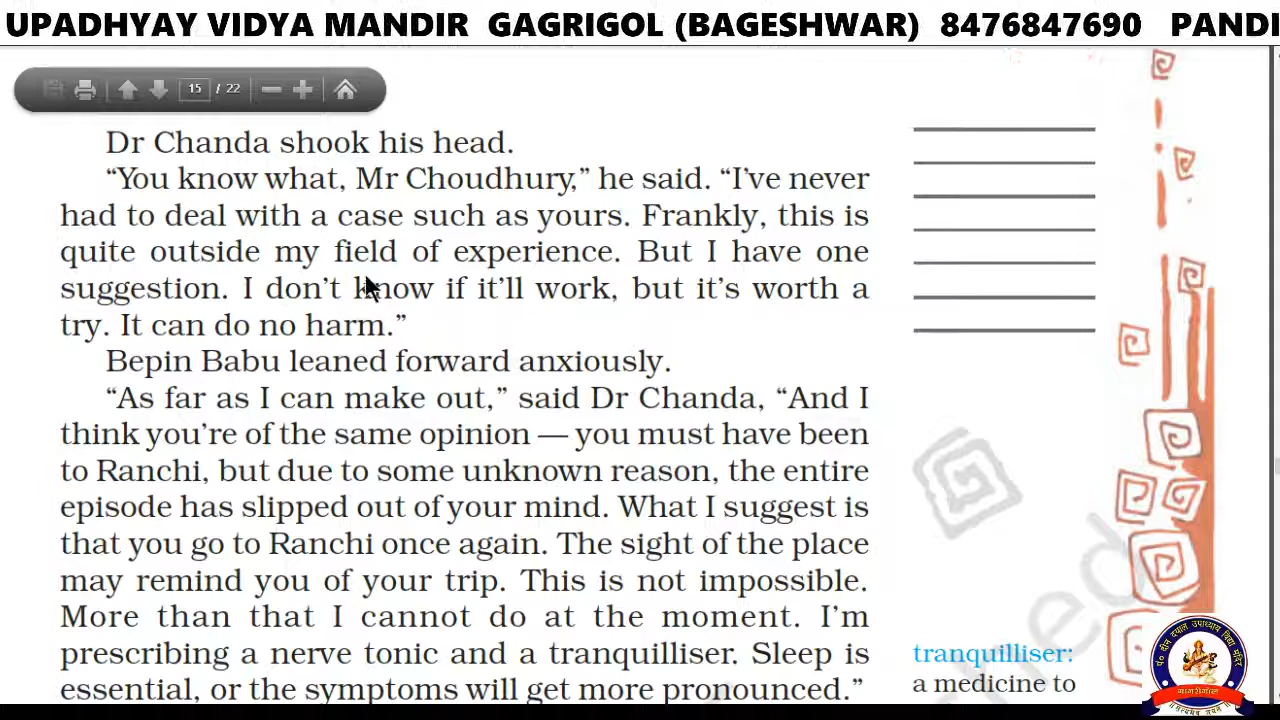 UPADHYAY VIDYA MANDIR GAGRIGOL (BAGESHWAR) 8476847690 PANDI
15 / 22
Dr Chanda shook his head.
“You know what, Mr Choudhury,” he said. “I’ve never
had to deal with a case such as yours. Frankly, this is
quite outside my field of experience. But I have one
suggestion. I don’t know if it’ll work, but it’s worth a
try. It can do no harm.”
Bepin Babu leaned forward anxiously.
“As far as I can make out,” said Dr Chanda, “And I
think you’re of the same opinion — you must have been
to Ranchi, but due to some unknown reason, the entire
episode has slipped out of your mind. What I suggest is
that you go to Ranchi once again. The sight of the place
may remind you of your trip. This is not impossible.
More than that I cannot do at the moment. I’m
prescribing a nerve tonic and a tranquilliser. Sleep is
essential, or the symptoms will get more pronounced.”
tranquilliser:
a medicine to
पं० दीन दयाल उपाध्याय विद्या मंदिर
गागरीगोल